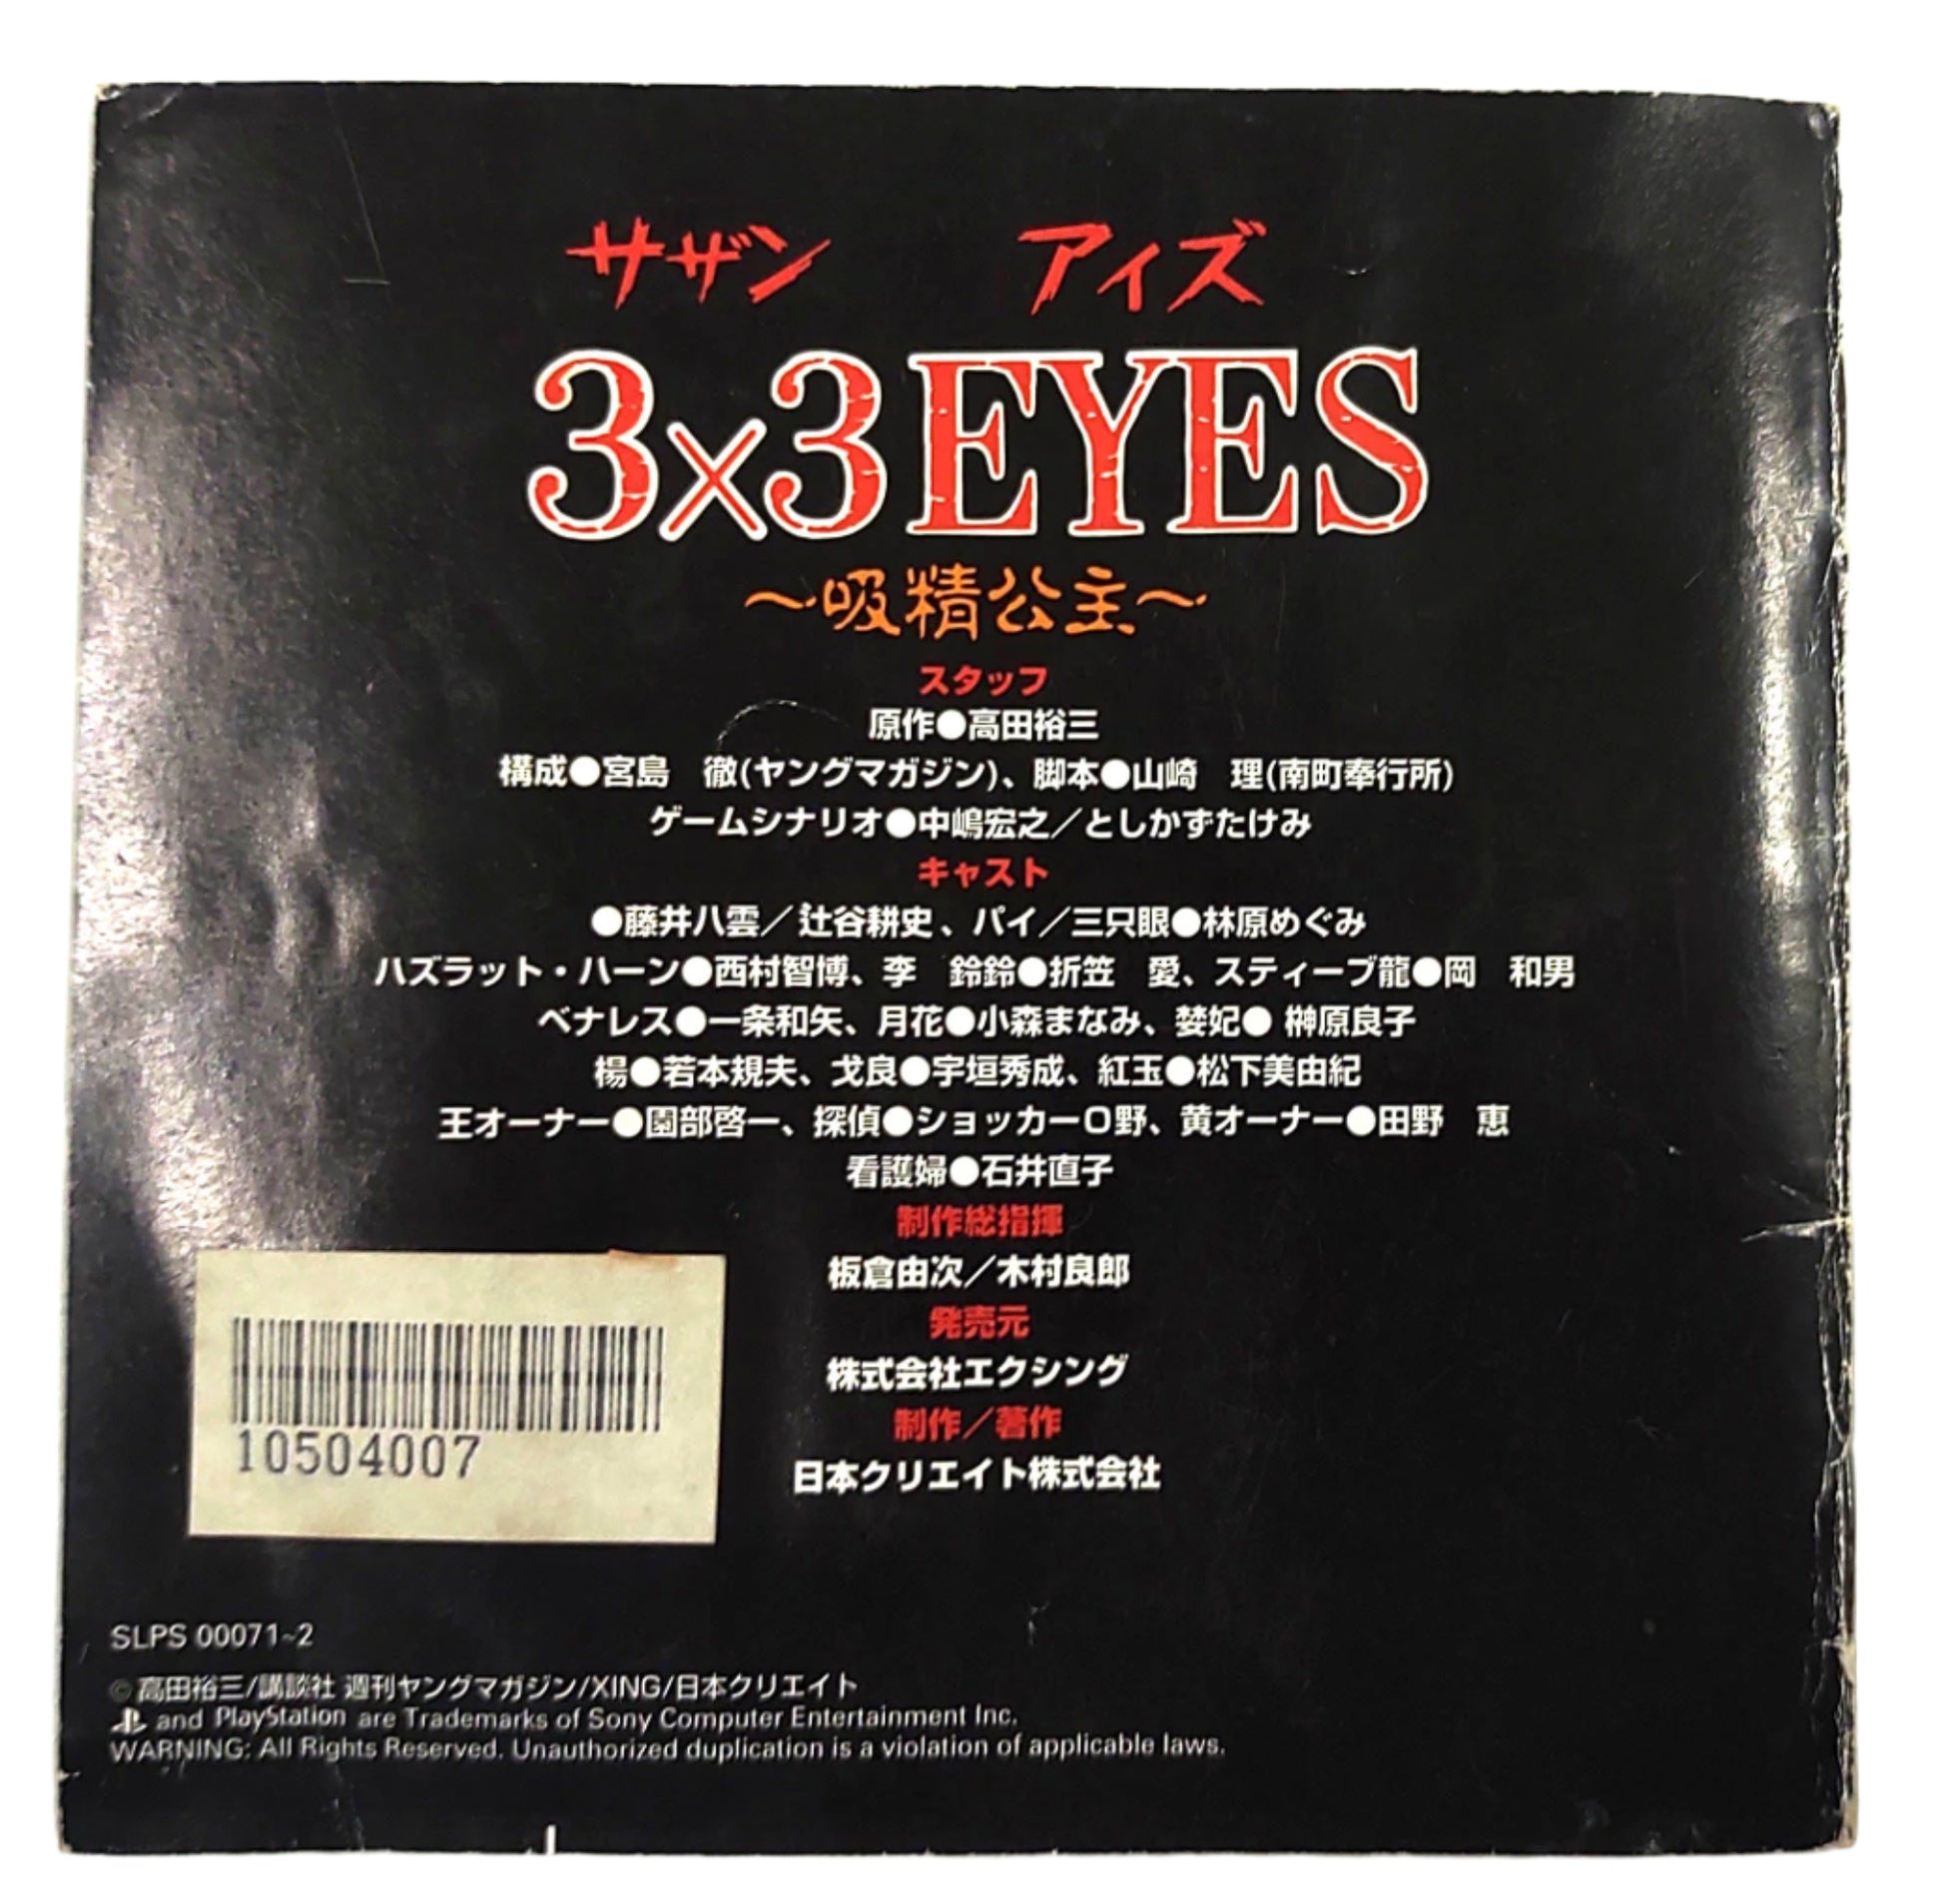 サザン アイズ
3×3EYES
～吸精公主～
スタッフ
原作●高田裕三
構成●宮島　徹(ヤングマガジン)、脚本●山崎　理(南町奉行所)
ゲームシナリオ●中嶋宏之／としかずたけみ
キャスト
●藤井八雲／辻谷耕史、パイ／三只眼●林原めぐみ
ハズラット・ハーン●西村智博、李　鈴鈴●折笠　愛、スティーブ龍●岡　和男
ベナレス●一条和矢、月花●小森まなみ、婪妃● 榊原良子
楊●若本規夫、戈良●宇垣秀成、紅玉●松下美由紀
王オーナー●園部啓一、探偵●ショッカーO野、黄オーナー●田野　恵
看護婦●石井直子
制作総指揮
板倉由次／木村良郎
発売元
株式会社エクシング
制作／著作
日本クリエイト株式会社
10504007
SLPS 00071~2
©高田裕三/講談社 週刊ヤングマガジン/XING/日本クリエイト
and PlayStation are Trademarks of Sony Computer Entertainment Inc.
WARNING: All Rights Reserved. Unauthorized duplication is a violation of applicable laws.